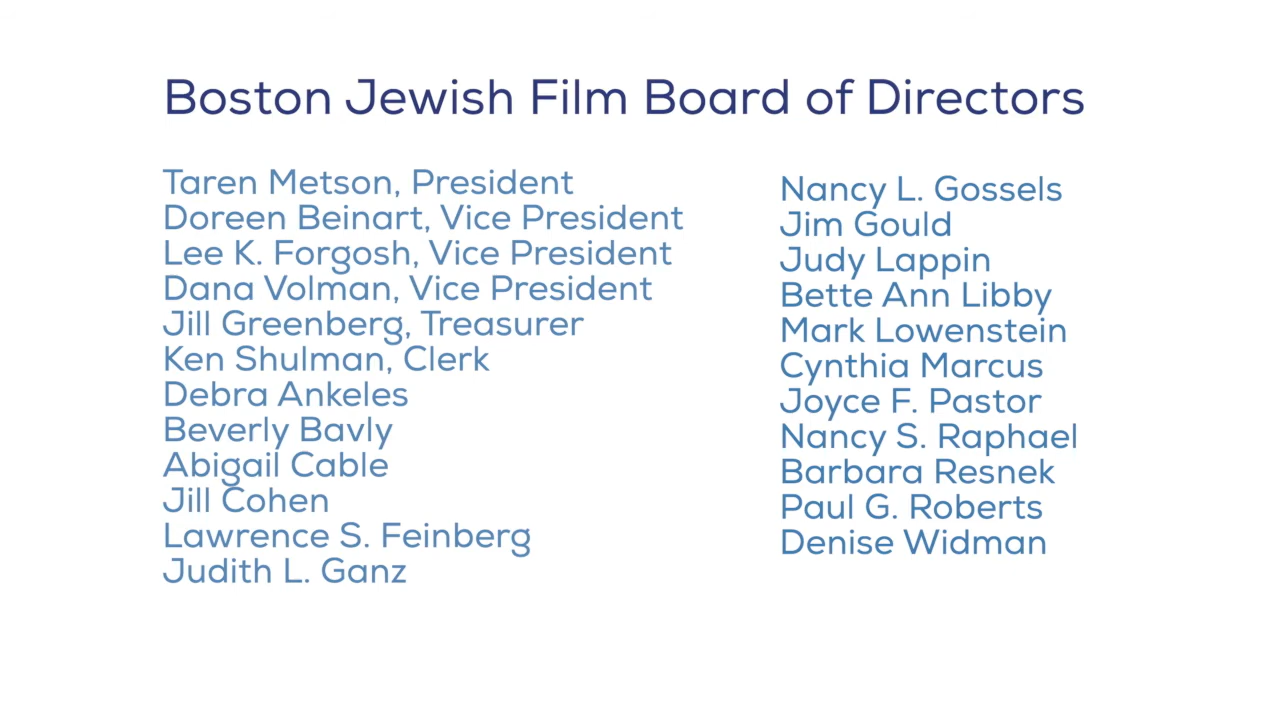 Boston Jewish Film Board of Directors
Taren Metson, President
Doreen Beinart, Vice President
Lee K. Forgosh, Vice President
Dana Volman, Vice President
Jill Greenberg, Treasurer
Ken Shulman, Clerk
Debra Ankeles
Beverly Bavly
Abigail Cable
Jill Cohen
Lawrence S. Feinberg
Judith L. Ganz
Nancy L. Gossels
Jim Gould
Judy Lappin
Bette Ann Libby
Mark Lowenstein
Cynthia Marcus
Joyce F. Pastor
Nancy S. Raphael
Barbara Resnek
Paul G. Roberts
Denise Widman